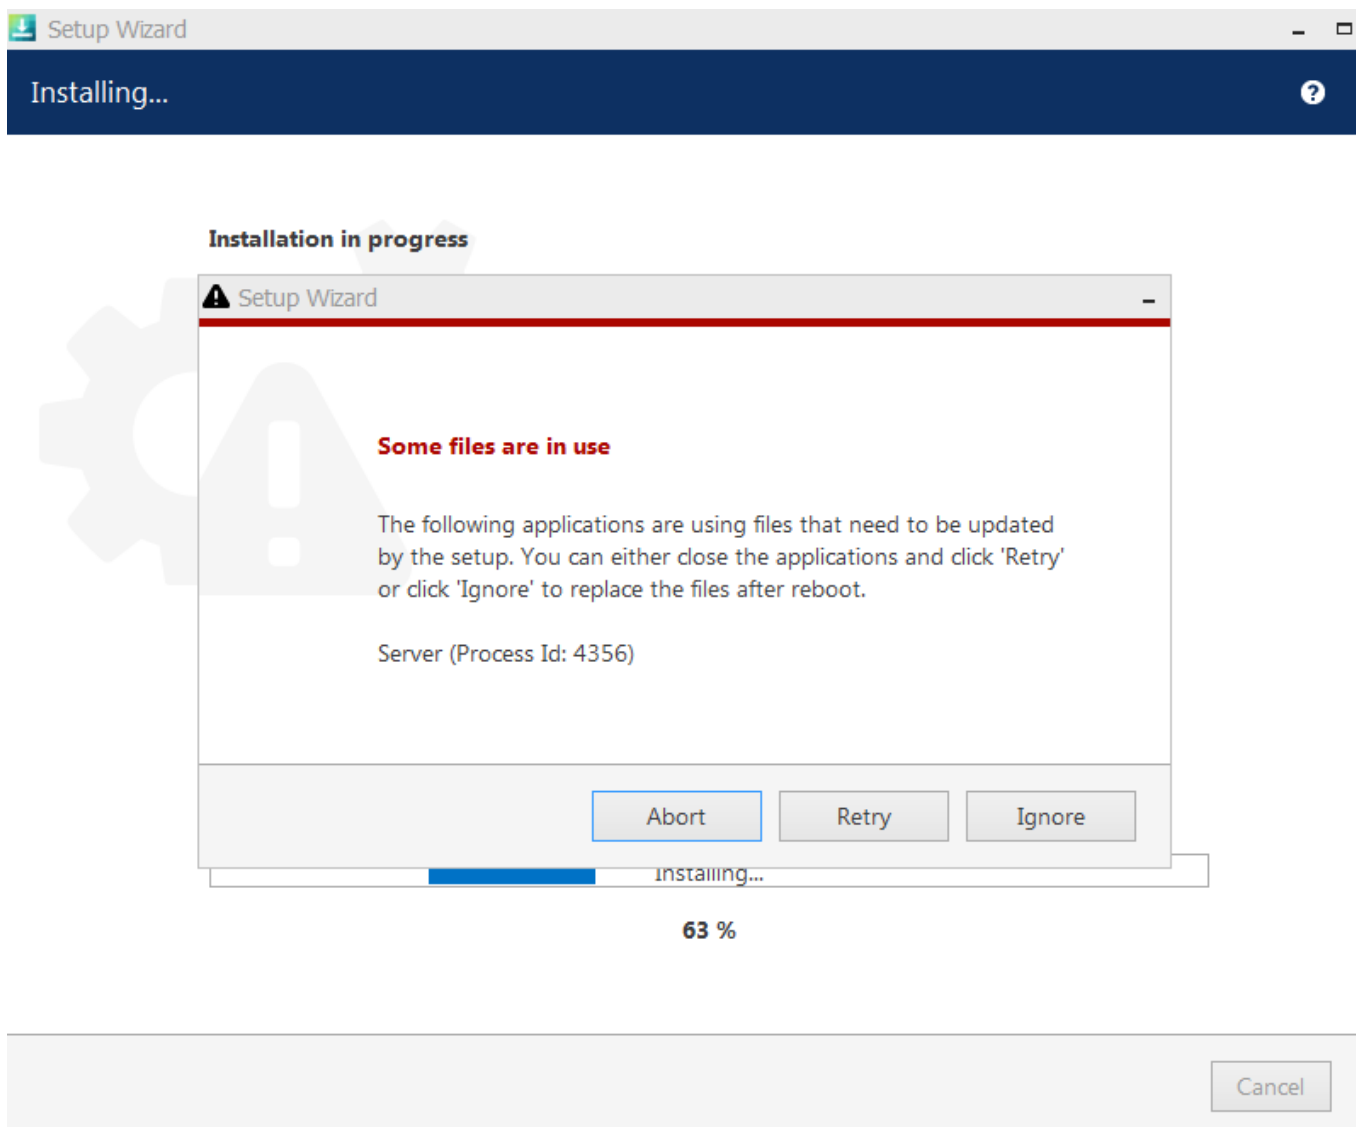 Setup Wizard
Installing...
Installation in progress
Setup Wizard
Some files are in use
The following applications are using files that need to be updated
by the setup. You can either close the applications and click 'Retry'
or click 'Ignore' to replace the files after reboot.
Server (Process Id: 4356)
Abort
Retry
Ignore
Installing...
63 %
Cancel